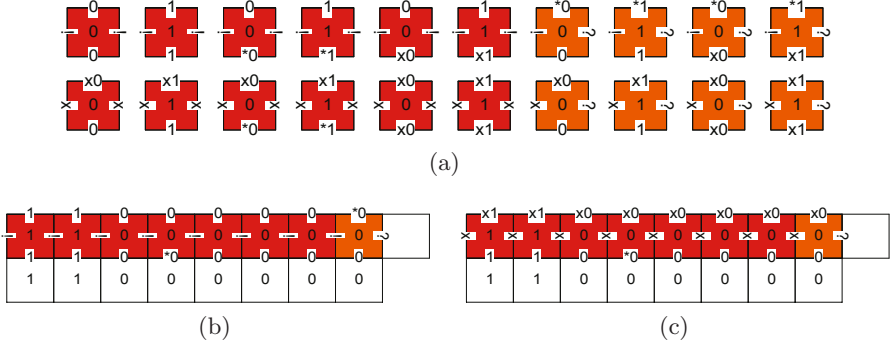 0 1 0 1 0 1 *0 *1 *0 *1
! 0 ! ! 1 ! ! 0 ! ! 1 ! ! 0 ! ! 1 ! ! 0 ? ! 1 ? ! 0 ? ! 1 ?
0 1 *0 *1 x0 x1 0 1 x0 x1
x0 x1 x0 x1 x0 x1 x0 x1 x0 x1
x 0 x x 1 x x 0 x x 1 x x 0 x x 1 x x 0 ? x 1 ? x 0 ? x 1 ?
0 1 *0 *1 x0 x1 0 1 x0 x1
(a)
1 1 0 0 0 0 0 *0
! 1 ! 1 ! 0 ! 0 ! 0 ! 0 ! 0 ! 0 ?
1 1 0 *0 0 0 0 0
1 1 0 0 0 0 0 0
(b)
x1 x1 x0 x0 x0 x0 x0 x0
x 1 x 1 x 0 x 0 x 0 x 0 x 0 x 0 ?
1 1 0 *0 0 0 0 0
1 1 0 0 0 0 0 0
(c)